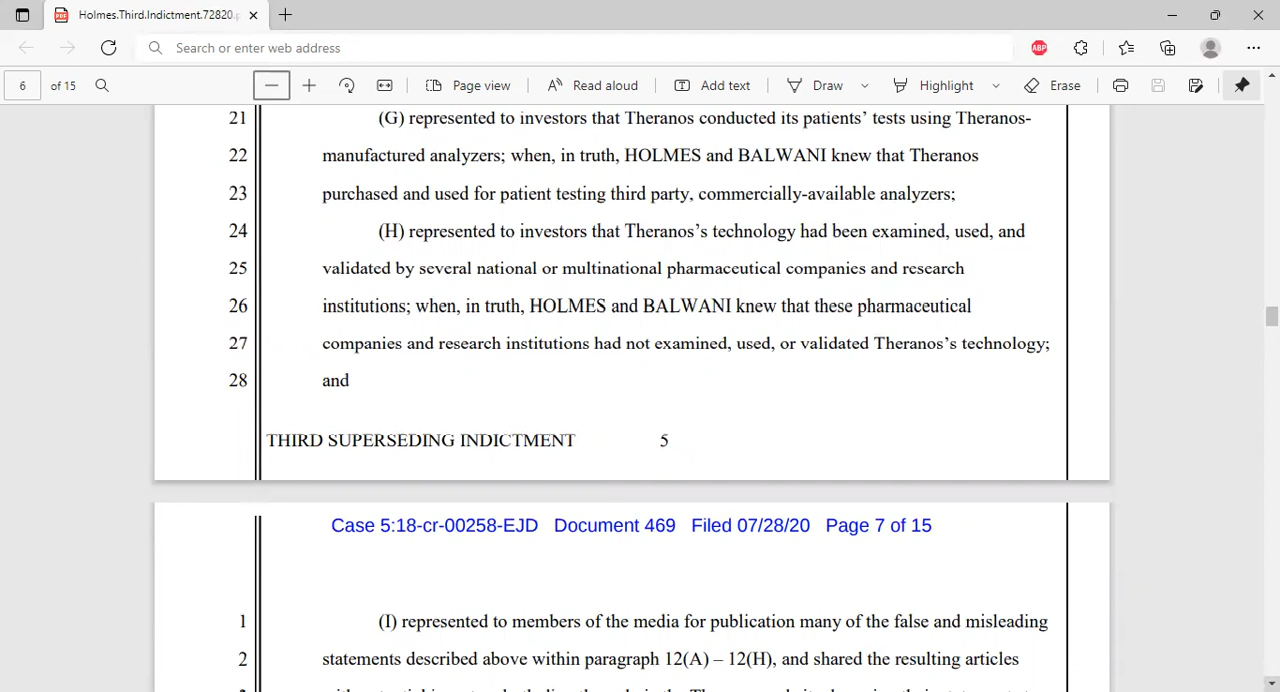 Holmes.Third.Indictment.72820.p
Search or enter web address
ABP
6 of 15
Page view
Read aloud
Add text
Draw
Highlight
Erase
21 (G) represented to investors that Theranos conducted its patients’ tests using Theranos-
22 manufactured analyzers; when, in truth, HOLMES and BALWANI knew that Theranos
23 purchased and used for patient testing third party, commercially-available analyzers;
24 (H) represented to investors that Theranos’s technology had been examined, used, and
25 validated by several national or multinational pharmaceutical companies and research
26 institutions; when, in truth, HOLMES and BALWANI knew that these pharmaceutical
27 companies and research institutions had not examined, used, or validated Theranos’s technology;
28 and
THIRD SUPERSEDING INDICTMENT 5
Case 5:18-cr-00258-EJD Document 469 Filed 07/28/20 Page 7 of 15
1 (I) represented to members of the media for publication many of the false and misleading
2 statements described above within paragraph 12(A) – 12(H), and shared the resulting articles